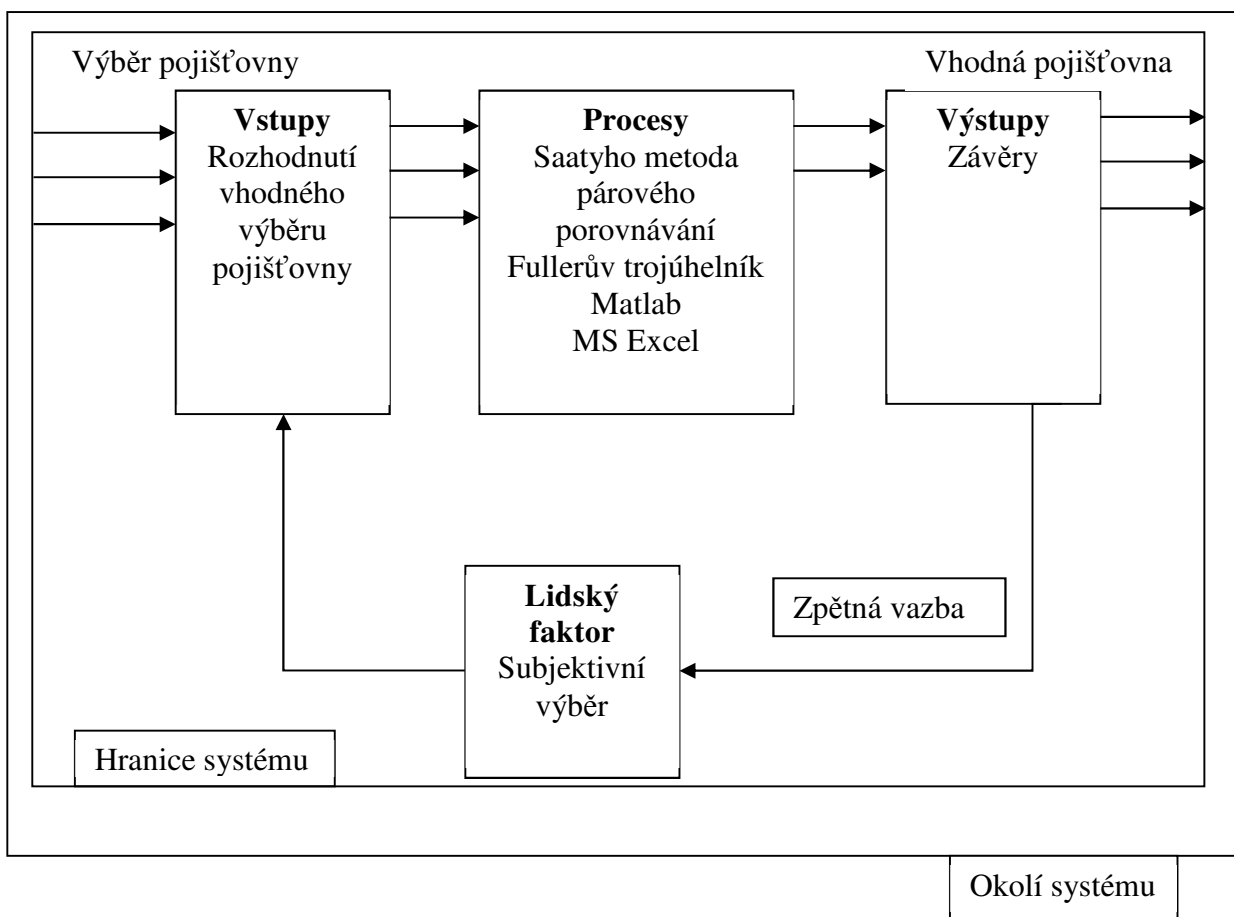 Výběr pojišťovny
Vhodná pojišťovna
Vstupy
Rozhodnutí
vhodného
výběru
pojišťovny
Procesy
Saatyho metoda
párového
porovnávání
Fullerův trojúhelník
Matlab
MS Excel
Výstupy
Závěry
Lidský
faktor
Subjektivní
výběr
Zpětná vazba
Hranice systému
Okolí systému